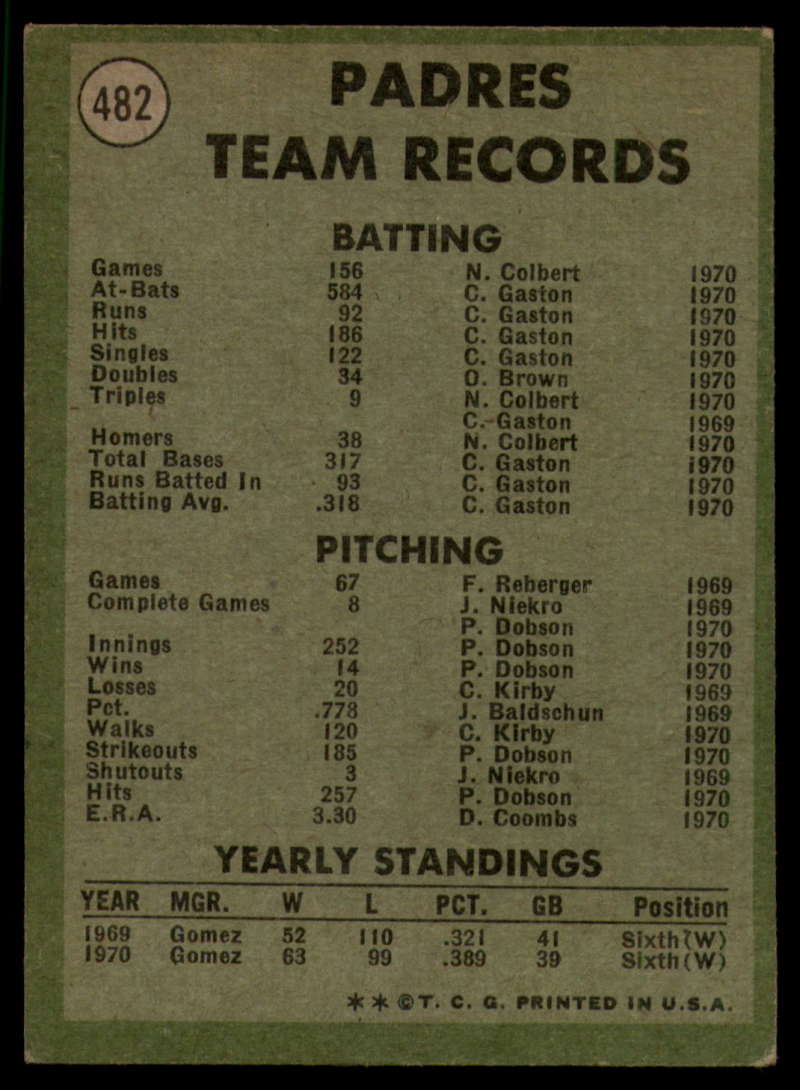 482
PADRES
TEAM RECORDS
BATTING
Games 156 N. Colbert 1970
At-Bats 584 C. Gaston 1970
Runs 92 C. Gaston 1970
Hits 186 C. Gaston 1970
Singles 122 C. Gaston 1970
Doubles 34 O. Brown 1970
Triples 9 N. Colbert 1970
C. Gaston 1969
Homers 38 N. Colbert 1970
Total Bases 317 C. Gaston 1970
Runs Batted In 93 C. Gaston 1970
Batting Avg. .318 C. Gaston 1970
PITCHING
Games 67 F. Reberger 1969
Complete Games 8 J. Niekro 1969
P. Dobson 1970
Innings 252 P. Dobson 1970
Wins 14 P. Dobson 1970
Losses 20 C. Kirby 1969
Pct. .778 J. Baldschun 1969
Walks 120 C. Kirby 1970
Strikeouts 185 P. Dobson 1970
Shutouts 3 J. Niekro 1969
Hits 257 P. Dobson 1970
E.R.A. 3.30 D. Coombs 1970
YEARLY STANDINGS
YEAR MGR. W L PCT. GB Position
1969 Gomez 52 110 .321 41 Sixth (W)
1970 Gomez 63 99 .389 39 Sixth (W)
** ©T. C. G. PRINTED IN U.S.A.